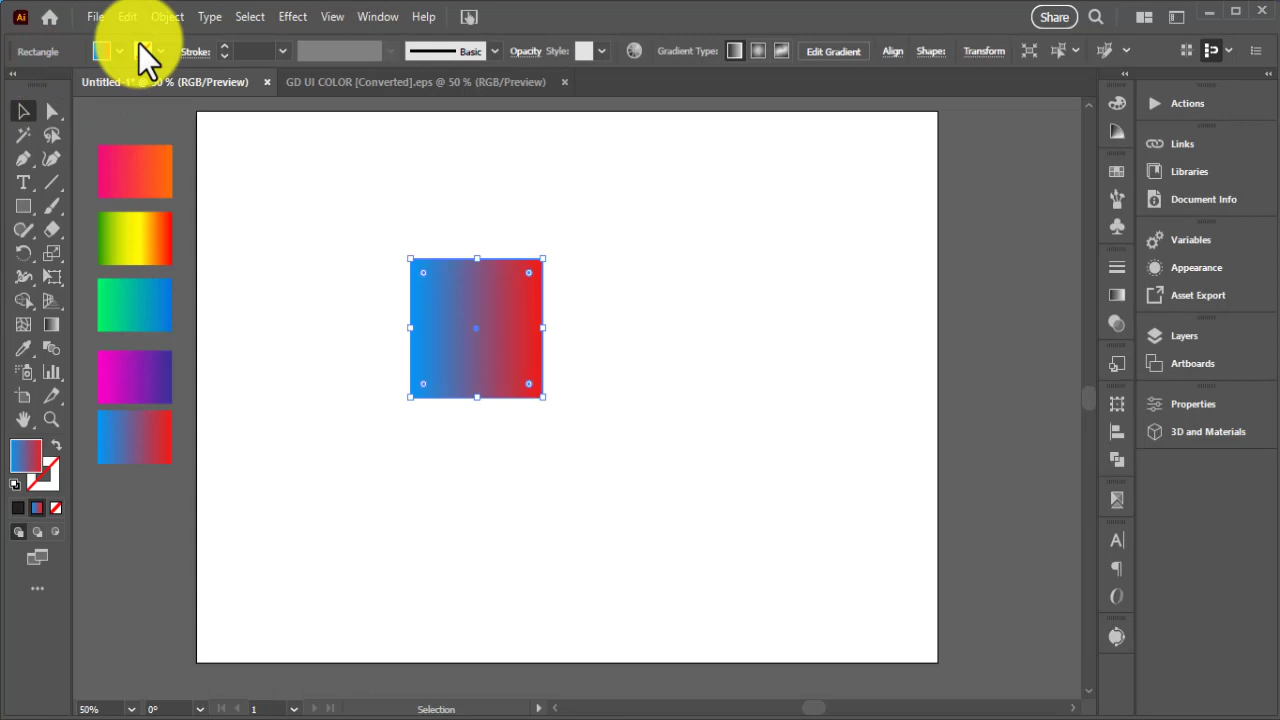 Ai File Edit Object Type Select Effect View Window Help Share
Rectangle Stroke: Basic Opacity Style: Gradient Type: Edit Gradient Align Shape: Transform
Untitled-1* @ 50 % (RGB/Preview) × GD UI COLOR [Converted].eps @ 50 % (RGB/Preview) ×
Actions
Links
Libraries
Document Info
Variables
Appearance
Asset Export
Layers
Artboards
Properties
3D and Materials
50% 0° 1 Selection